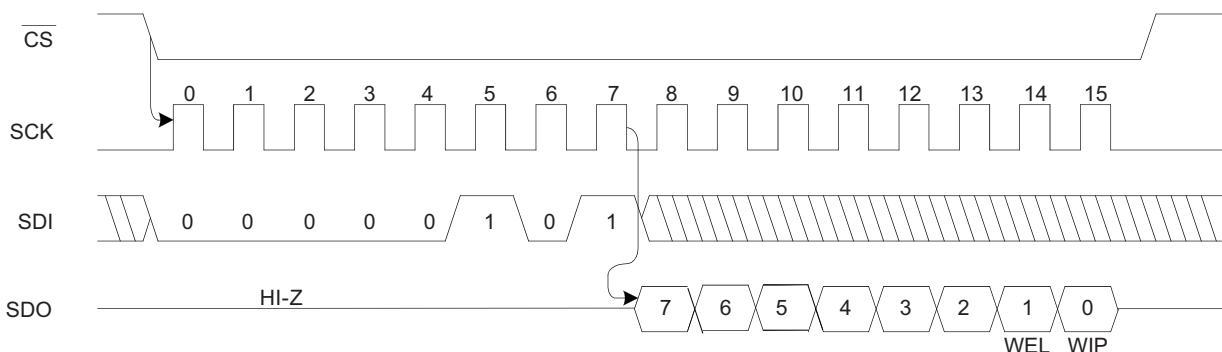 CS
0 1 2 3 4 5 6 7 8 9 10 11 12 13 14 15
SCK
SDI 0 0 0 0 0 1 0 1
HI-Z
SDO 7 6 5 4 3 2 1 0
WEL WIP